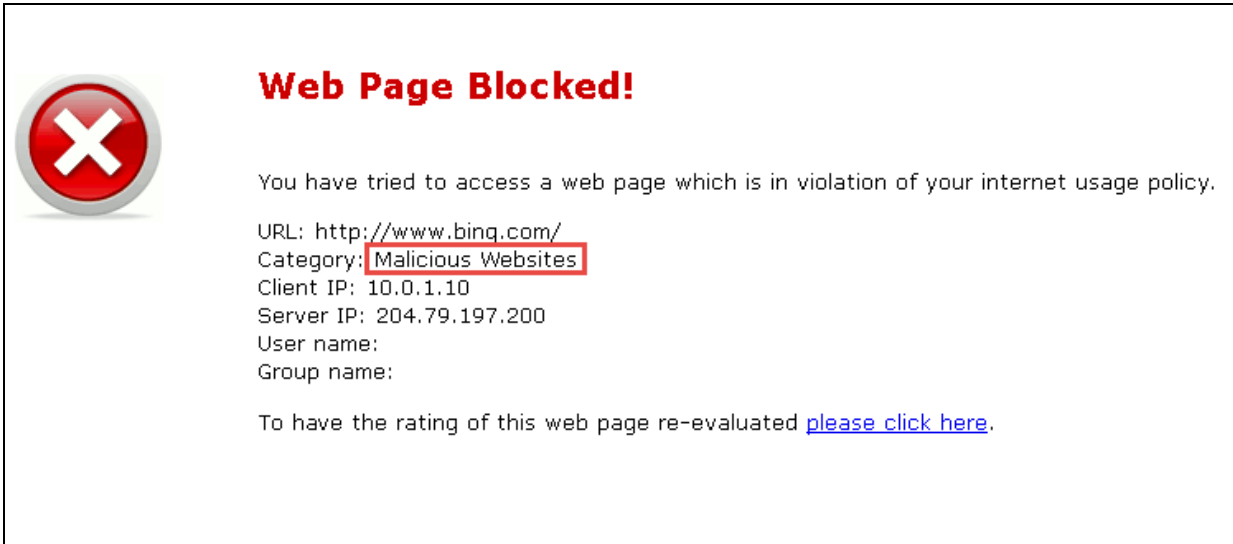 Web Page Blocked!
You have tried to access a web page which is in violation of your internet usage policy.
URL: http://www.bing.com/
Category: Malicious Websites
Client IP: 10.0.1.10
Server IP: 204.79.197.200
User name:
Group name:
To have the rating of this web page re-evaluated please click here.